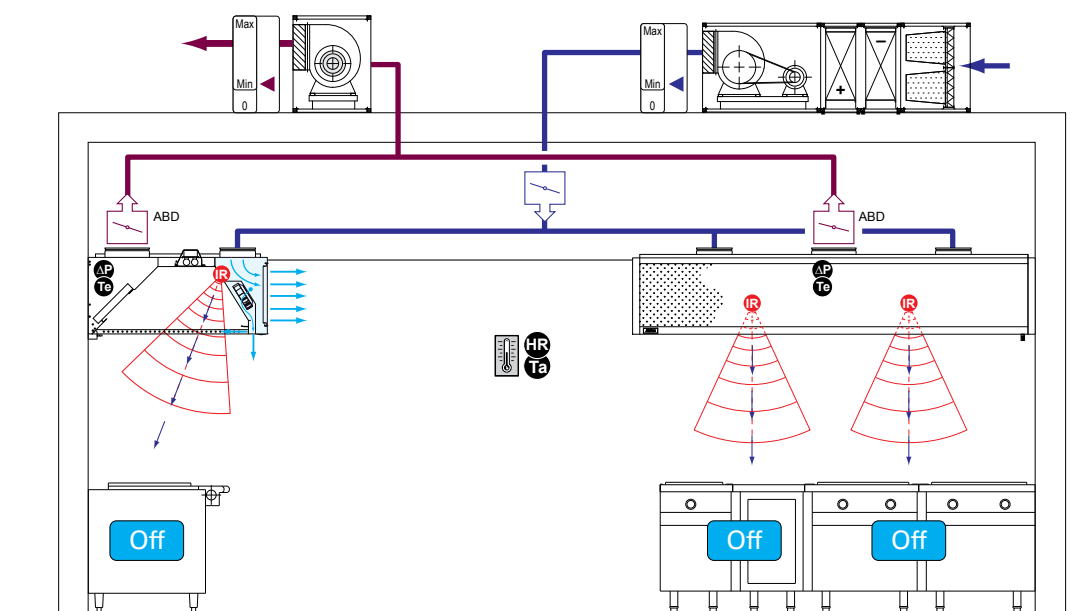 Max
Min
0
Max
Min
0
+
−
ABD
ABD
ΔP
Te
IR
ΔP
Te
IR
IR
HR
Ta
Off
Off
Off